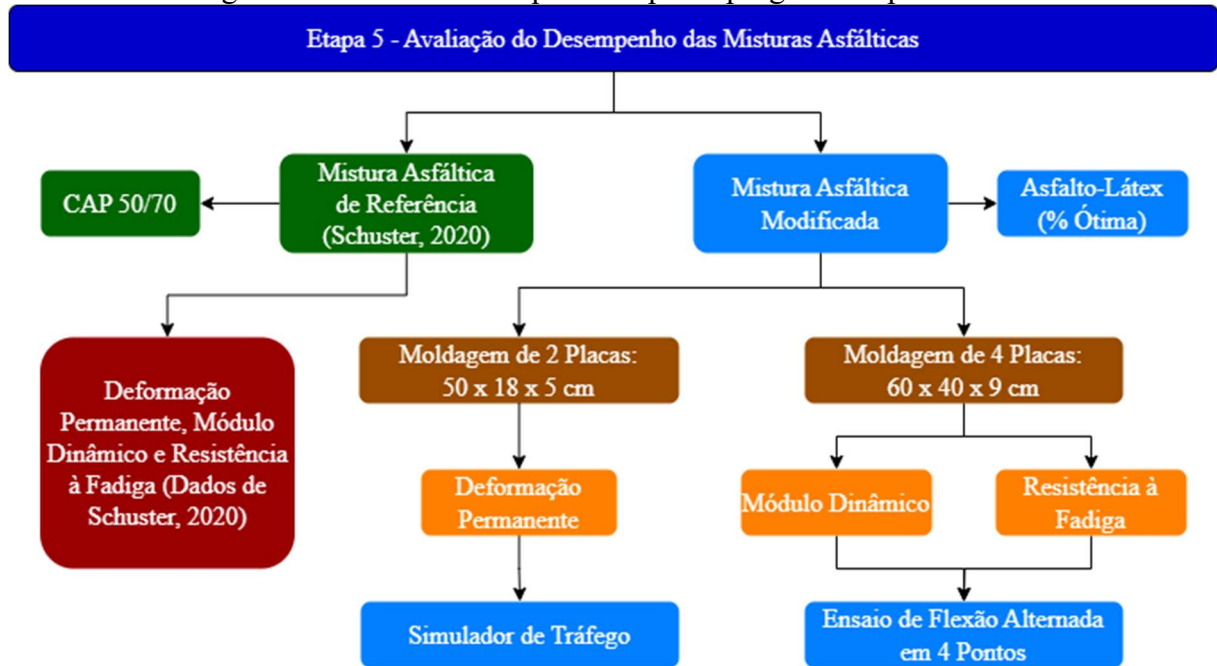 Etapa 5 - Avaliação do Desempenho das Misturas Asfálticas
CAP 50/70
Mistura Asfáltica
de Referência
(Schuster, 2020)
Mistura Asfáltica
Modificada
Asfalto-Látex
(% Ótima)
Deformação
Permanente, Módulo
Dinâmico e Resistência
à Fadiga (Dados de
Schuster, 2020)
Moldagem de 2 Placas:
50 x 18 x 5 cm
Moldagem de 4 Placas:
60 x 40 x 9 cm
Deformação
Permanente
Módulo Dinâmico
Resistência à
Fadiga
Simulador de Tráfego
Ensaio de Flexão Alternada
em 4 Pontos